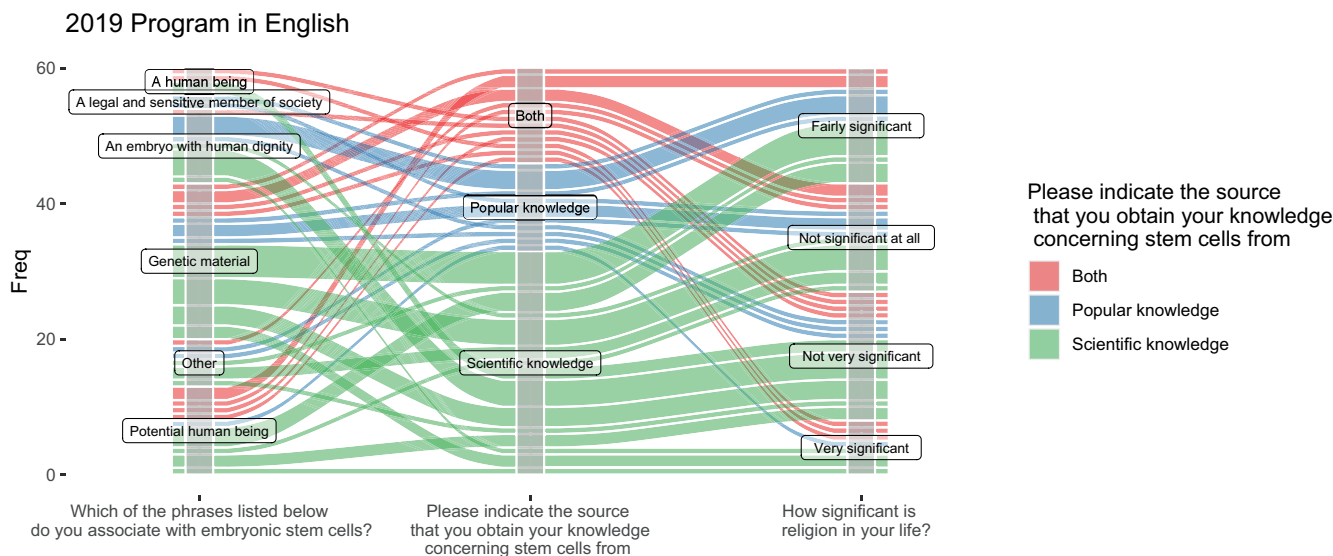 2019 Program in English
Freq
60
40
20
0
A human being
A legal and sensitive member of society
An embryo with human dignity
Genetic material
Other
Potential human being
Both
Popular knowledge
Scientific knowledge
Fairly significant
Not significant at all
Not very significant
Very significant
Which of the phrases listed below
do you associate with embryonic stem cells?
Please indicate the source
that you obtain your knowledge
concerning stem cells from
How significant is
religion in your life?
Please indicate the source
that you obtain your knowledge
concerning stem cells from
Both
Popular knowledge
Scientific knowledge